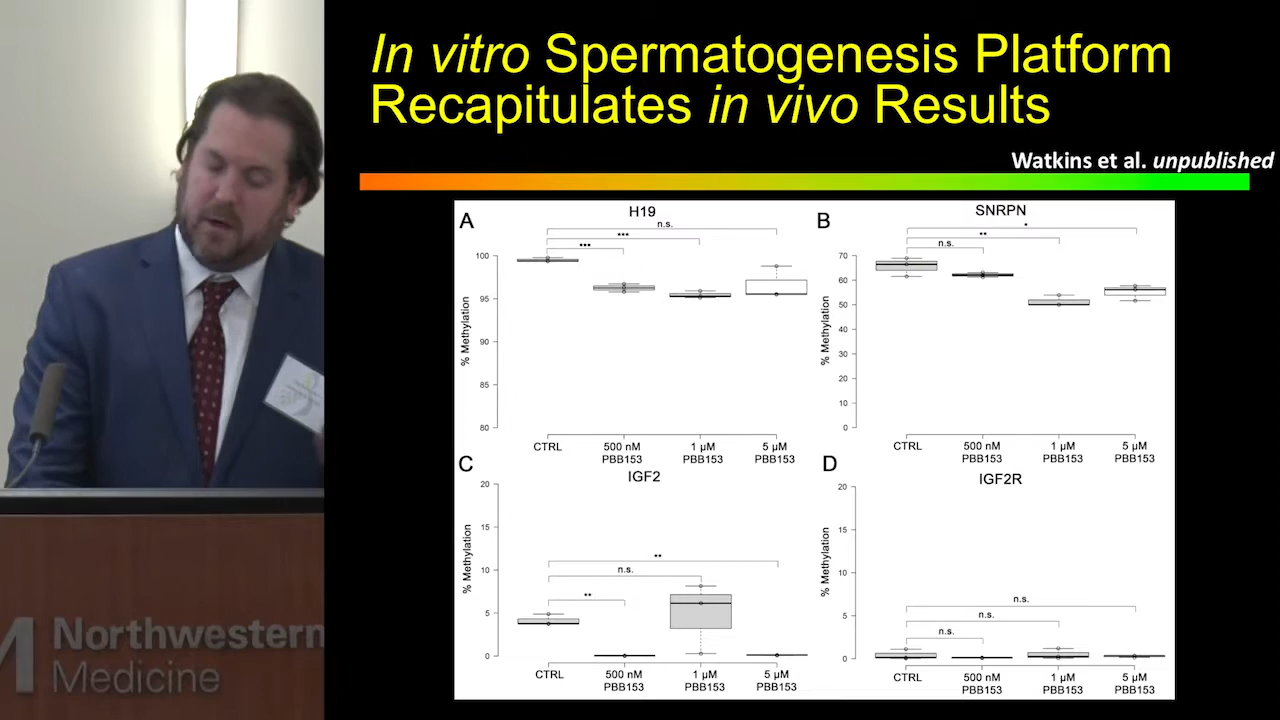 In vitro Spermatogenesis Platform
Recapitulates in vivo Results
Watkins et al. unpublished
A
H19
n.s.
***
***
100
95
90
85
80
% Methylation
CTRL
500 nM
PBB153
1 µM
PBB153
5 µM
PBB153
B
SNRPN
*
**
n.s.
70
60
50
40
30
20
10
0
% Methylation
CTRL
500 nM
PBB153
1 µM
PBB153
5 µM
PBB153
C
IGF2
20
15
10
5
0
% Methylation
**
n.s.
**
CTRL
500 nM
PBB153
1 µM
PBB153
5 µM
PBB153
D
IGF2R
20
15
10
5
0
% Methylation
n.s.
n.s.
n.s.
CTRL
500 nM
PBB153
1 µM
PBB153
5 µM
PBB153
M Northwestern
Medicine